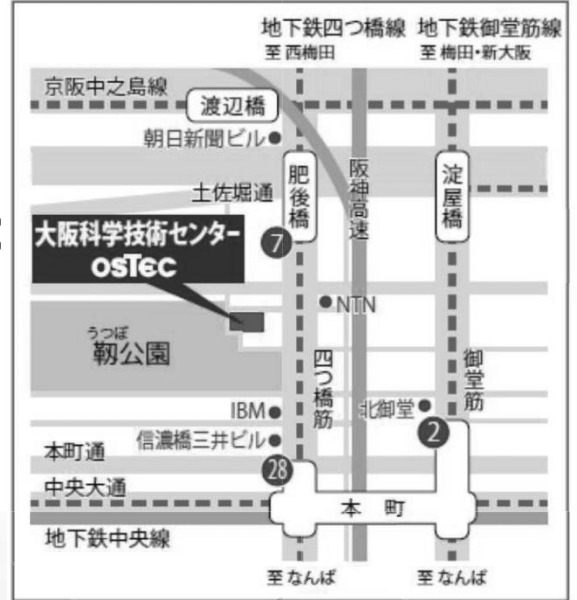 地下鉄四つ橋線 地下鉄御堂筋線
至 西梅田 至 梅田・新大阪
京阪中之島線
渡辺橋
朝日新聞ビル
肥後橋
阪神高速
淀屋橋
土佐堀通
大阪科学技術センター
OSTEC
7
NTN
うつぼ
靭公園
四つ橋筋
御堂筋
IBM
北御堂
2
信濃橋三井ビル
本町通
28
中央大通
本町
地下鉄中央線
至 なんば 至 なんば